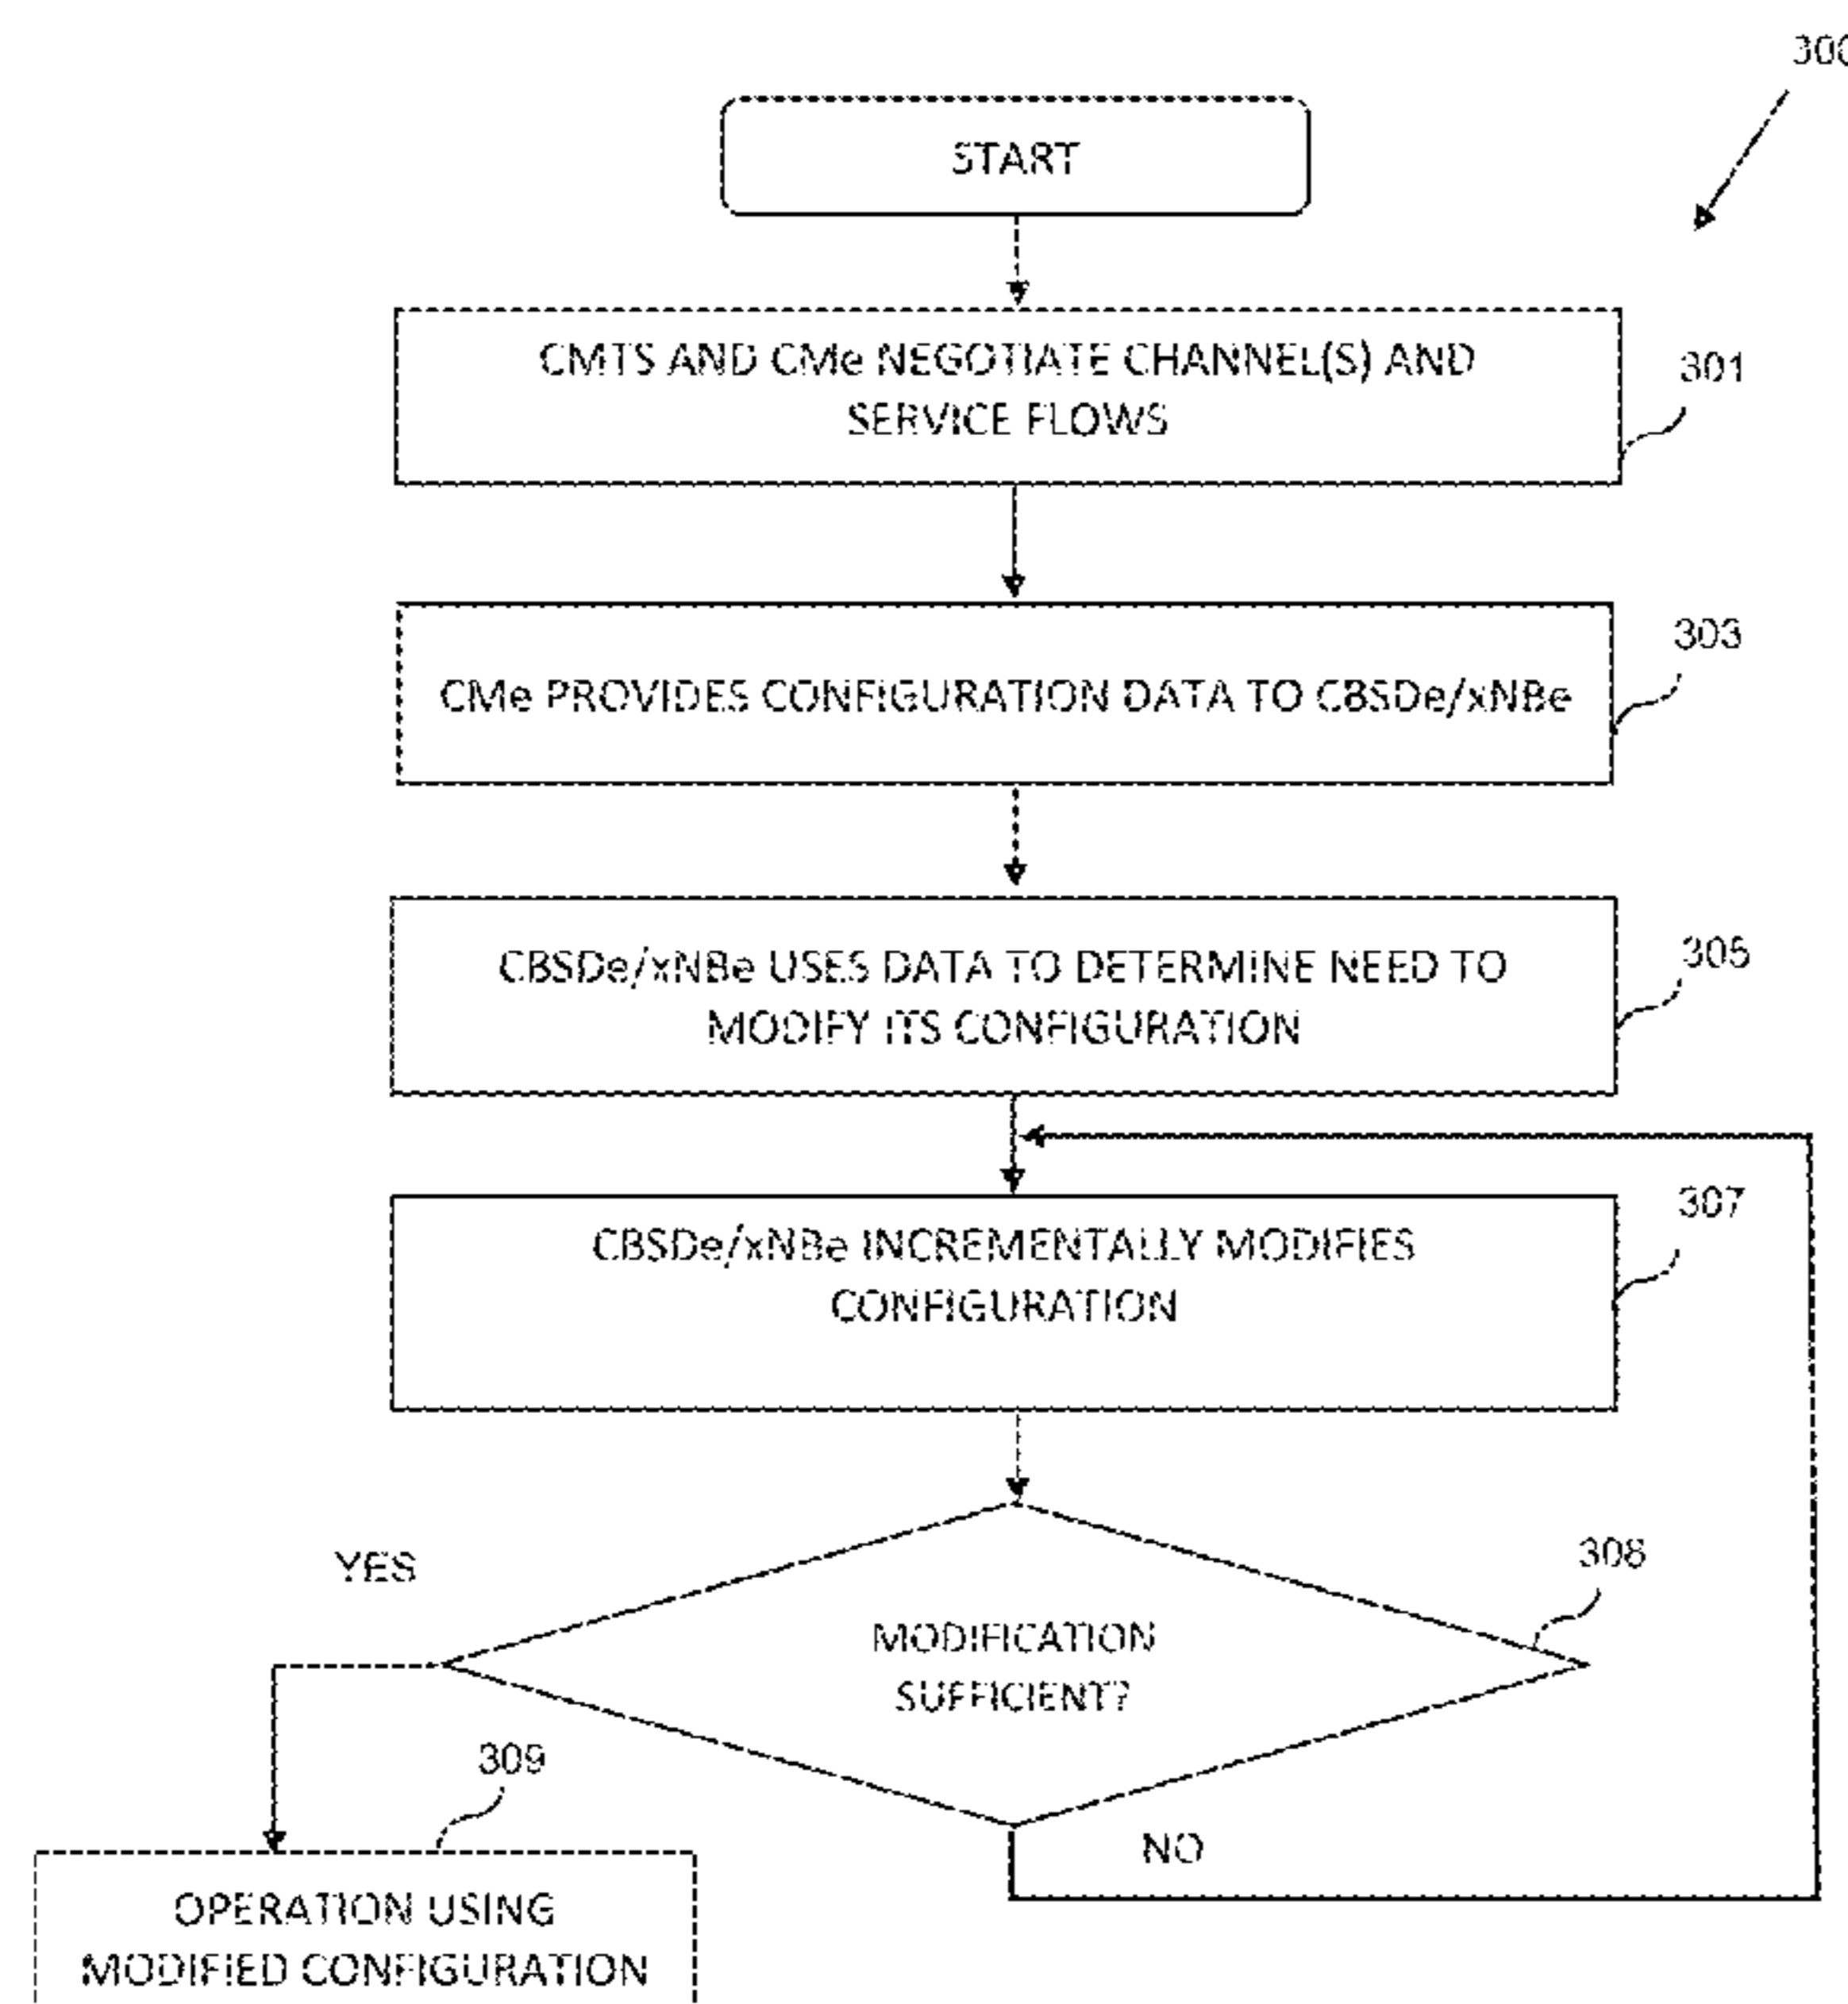 300
START
CMTS AND CMe NEGOTIATE CHANNEL(S) AND
SERVICE FLOWS
301
CMe PROVIDES CONFIGURATION DATA TO CBSDe/xNBe
303
CBSDe/xNBe USES DATA TO DETERMINE NEED TO
MODIFY ITS CONFIGURATION
305
CBSDe/xNBe INCREMENTALLY MODIFIES
CONFIGURATION
307
YES
MODIFICATION
SUFFICIENT?
308
309
NO
OPERATION USING
MODIFIED CONFIGURATION